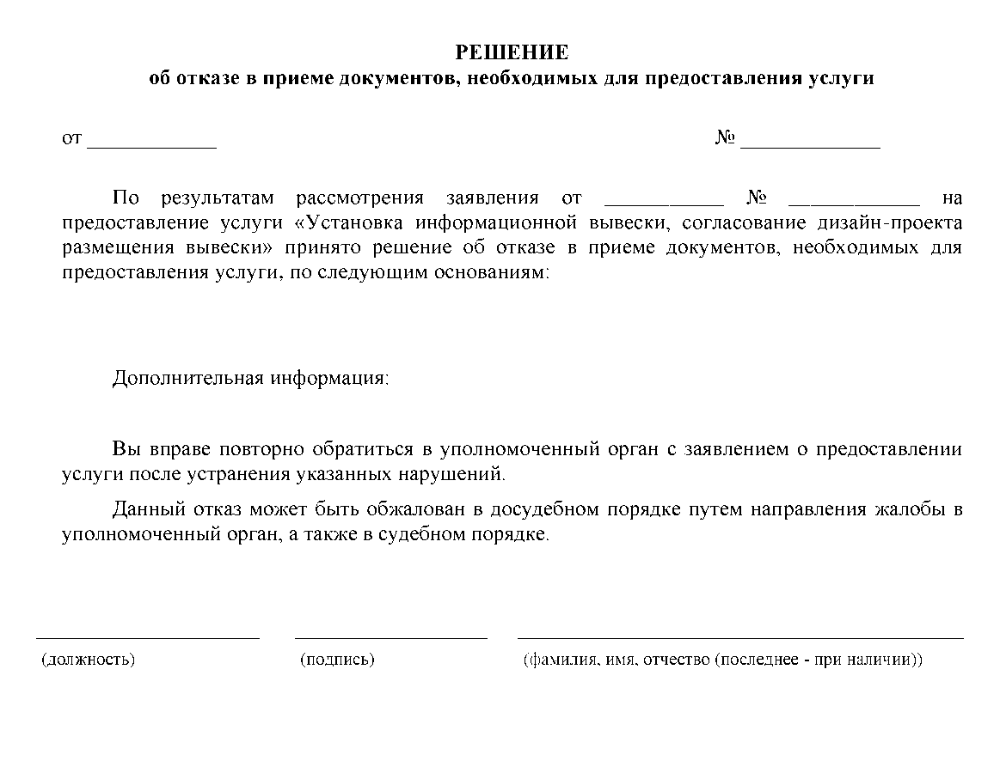 РЕШЕНИЕ
об отказе в приеме документов, необходимых для предоставления услуги
от ____________ № _____________
По результатам рассмотрения заявления от ___________ № ____________ на
предоставление услуги «Установка информационной вывески, согласование дизайн-проекта
размещения вывески» принято решение об отказе в приеме документов, необходимых для
предоставления услуги, по следующим основаниям:
Дополнительная информация:
Вы вправе повторно обратиться в уполномоченный орган с заявлением о предоставлении
услуги после устранения указанных нарушений.
Данный отказ может быть обжалован в досудебном порядке путем направления жалобы в
уполномоченный орган, а также в судебном порядке.
(должность) (подпись) (фамилия, имя, отчество (последнее - при наличии))